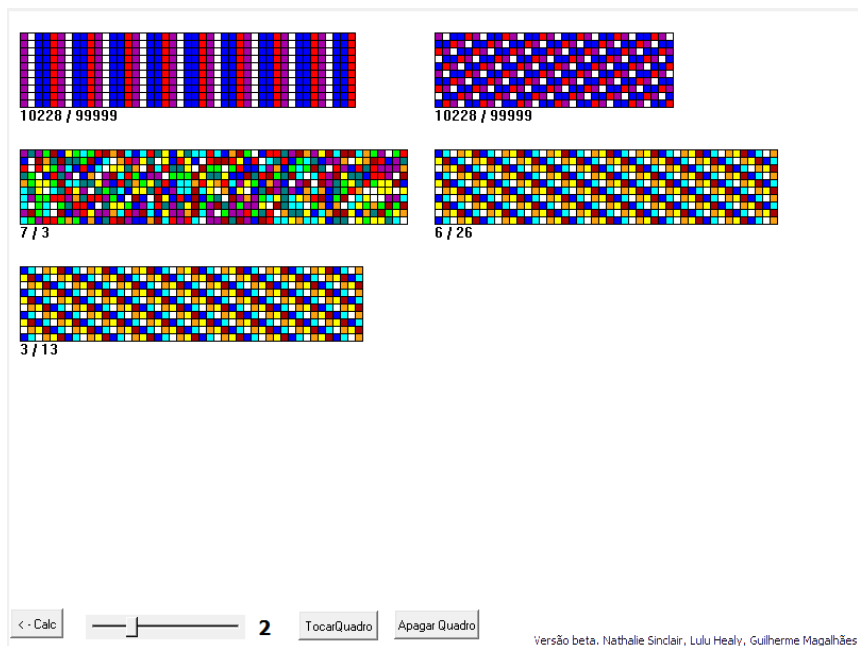 10228 / 99999
10228 / 99999
7 / 3
6 / 26
3 / 13
< - Calc
2
TocarQuadro
Apagar Quadro
Versão beta. Nathalie Sinclair, Lulu Healy, Guilherme Magalhães